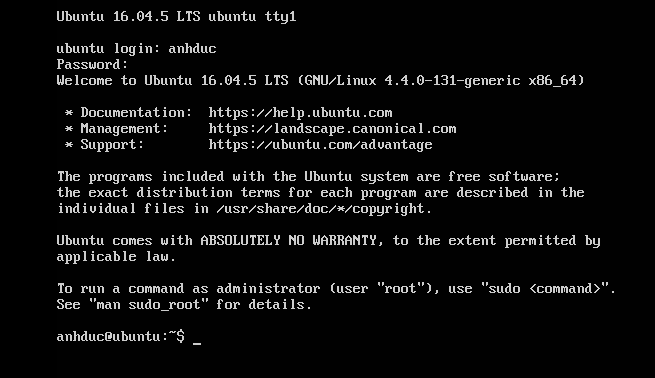 Ubuntu 16.04.5 LTS ubuntu tty1
ubuntu login: anhduc
Password:
Welcome to Ubuntu 16.04.5 LTS (GNU/Linux 4.4.0-131-generic x86_64)
* Documentation:  https://help.ubuntu.com
* Management:     https://landscape.canonical.com
* Support:        https://ubuntu.com/advantage
The programs included with the Ubuntu system are free software;
the exact distribution terms for each program are described in the
individual files in /usr/share/doc/*/copyright.
Ubuntu comes with ABSOLUTELY NO WARRANTY, to the extent permitted by
applicable law.
To run a command as administrator (user "root"), use "sudo <command>".
See "man sudo_root" for details.
anhduc@ubuntu:~$ _